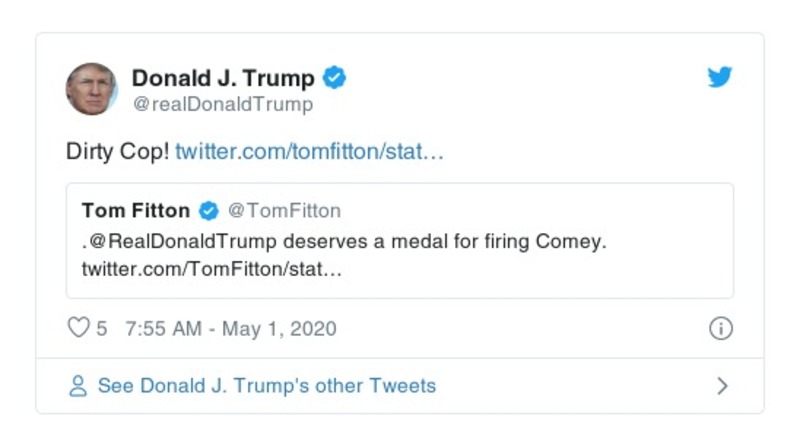 Donald J. Trump
@realDonaldTrump
Dirty Cop! twitter.com/tomfitton/stat…
Tom Fitton @TomFitton
.@RealDonaldTrump deserves a medal for firing Comey.
twitter.com/TomFitton/stat…
5 7:55 AM - May 1, 2020
See Donald J. Trump's other Tweets